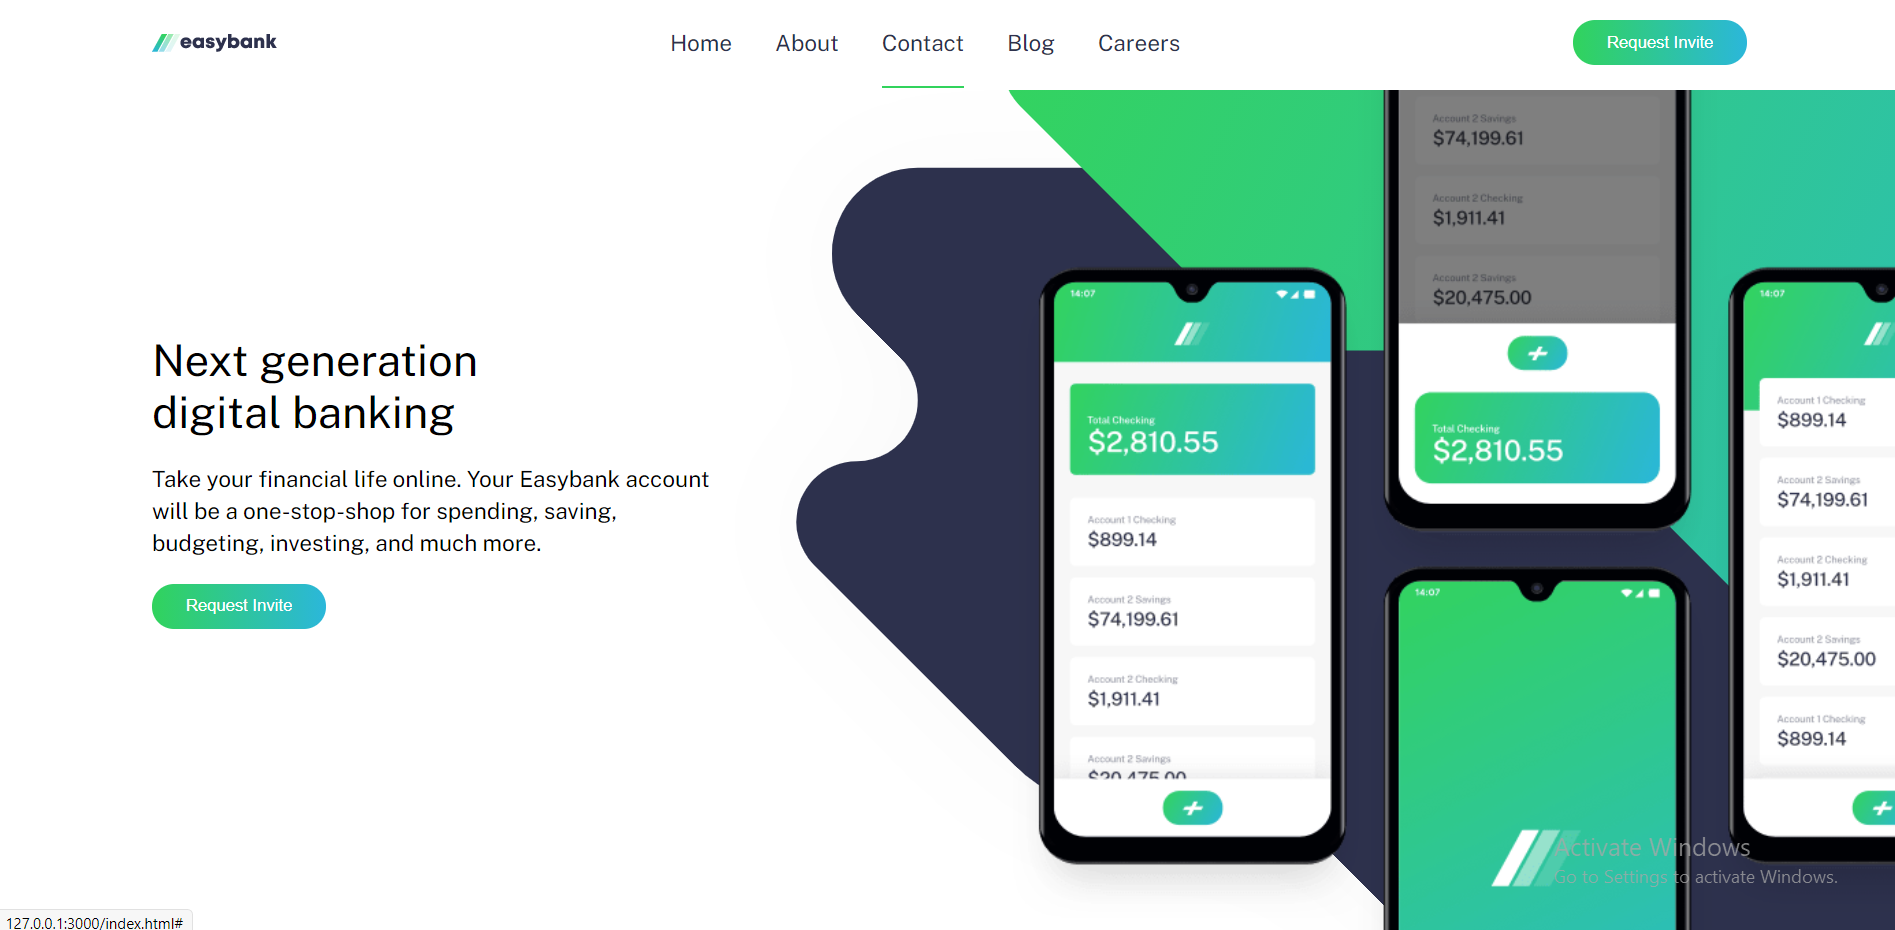 easybank
Home About Contact Blog Careers
Request Invite
Next generation
digital banking
Take your financial life online. Your Easybank account
will be a one-stop-shop for spending, saving,
budgeting, investing, and much more.
Request Invite
14:07
Total Checking
$2,810.55
Account 1 Checking
$899.14
Account 2 Savings
$74,199.61
Account 2 Checking
$1,911.41
Account 2 Savings
$20,475.00
Account 2 Savings
$74,199.61
Account 2 Checking
$1,911.41
Account 2 Savings
$20,475.00
Total Checking
$2,810.55
14:07
14:07
Account 1 Checking
$899.14
Account 2 Savings
$74,199.61
Account 2 Checking
$1,911.41
Account 2 Savings
$20,475.00
Account 1 Checking
$899.14
Activate Windows
Go to Settings to activate Windows.
127.0.0.1:3000/index.html#